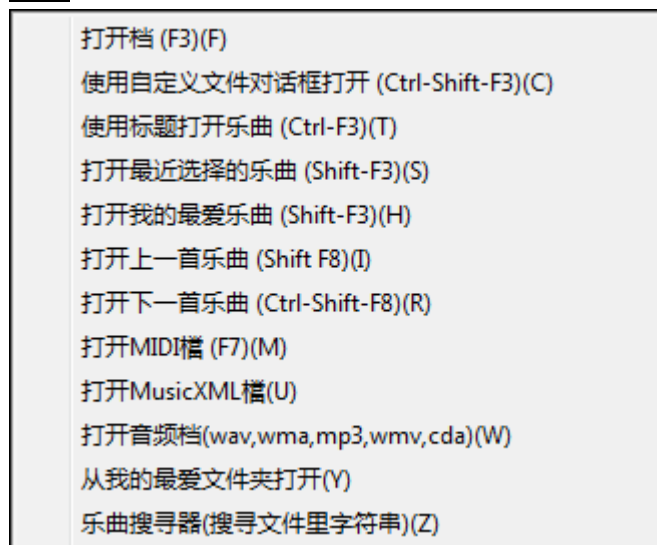 打开档 (F3)(F)
使用自定义文件对话框打开 (Ctrl-Shift-F3)(C)
使用标题打开乐曲 (Ctrl-F3)(T)
打开最近选择的乐曲 (Shift-F3)(S)
打开我的最爱乐曲 (Shift-F3)(H)
打开上一首乐曲 (Shift F8)(I)
打开下一首乐曲 (Ctrl-Shift-F8)(R)
打开MIDI檔 (F7)(M)
打开MusicXML檔(U)
打开音频档(wav,wma,mp3,wmv,cda)(W)
从我的最爱文件夹打开(Y)
乐曲搜寻器(搜寻文件里字符串)(Z)